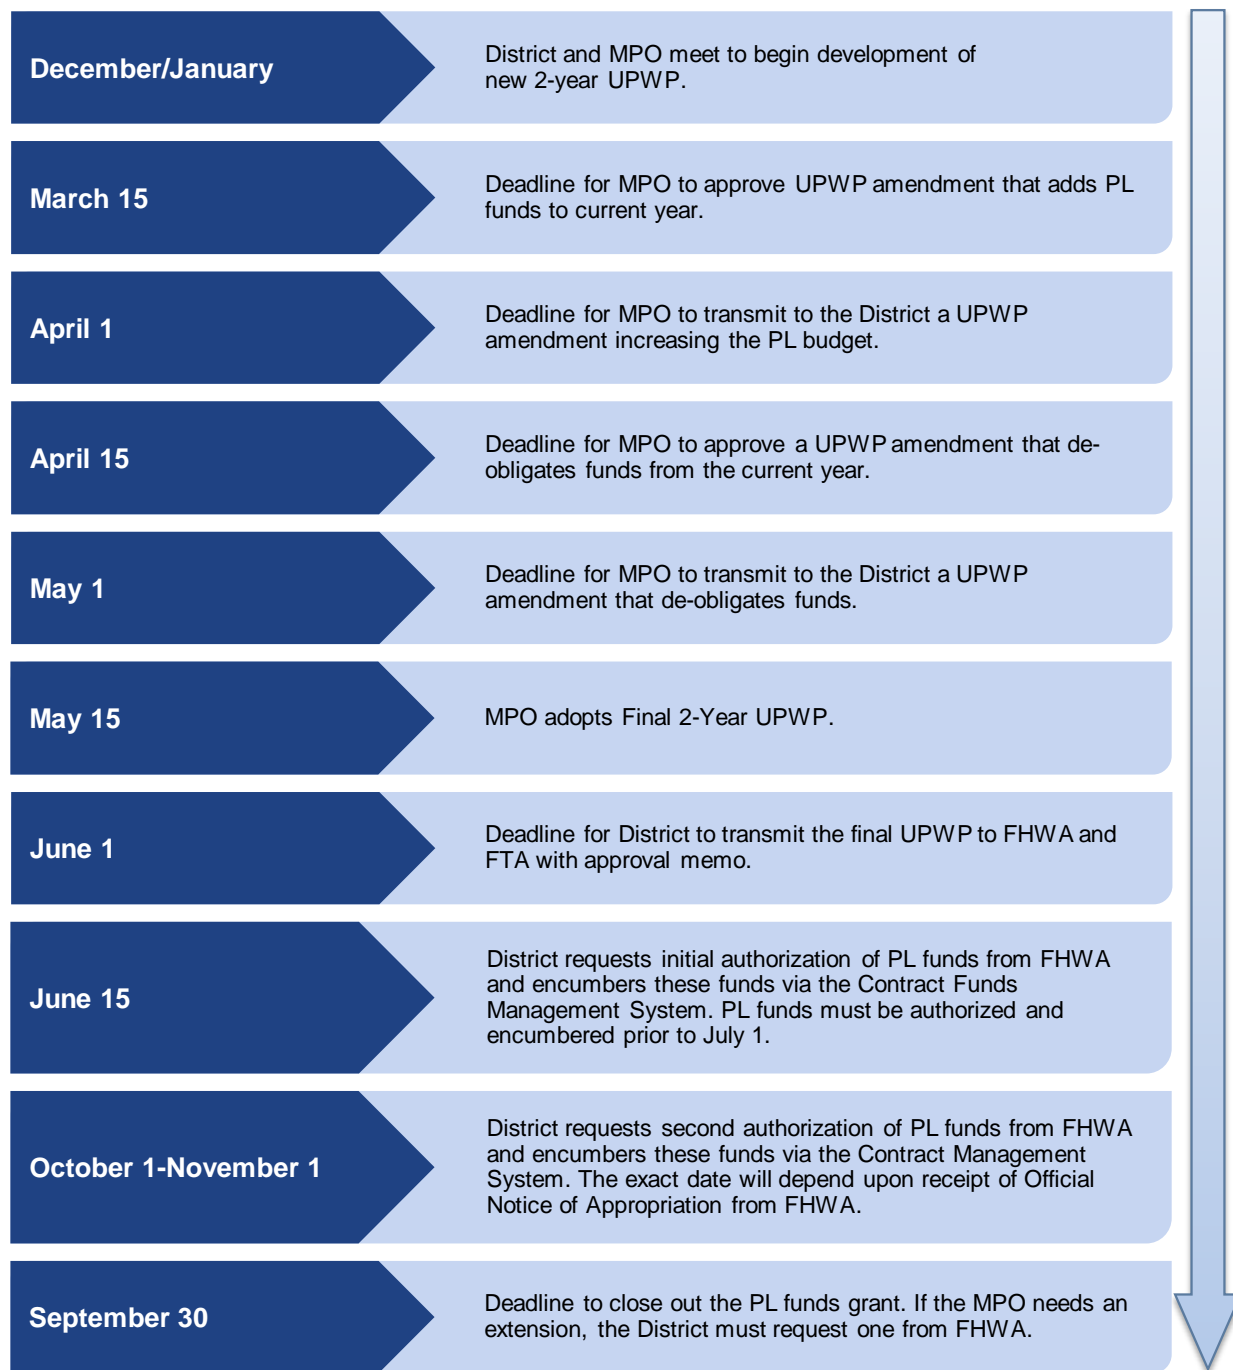 December/January
District and MPO meet to begin development of
new 2-year UPWP.
March 15
Deadline for MPO to approve UPWP amendment that adds PL
funds to current year.
April 1
Deadline for MPO to transmit to the District a UPWP
amendment increasing the PL budget.
April 15
Deadline for MPO to approve a UPWP amendment that de-
obligates funds from the current year.
May 1
Deadline for MPO to transmit to the District a UPWP
amendment that de-obligates funds.
May 15
MPO adopts Final 2-Year UPWP.
June 1
Deadline for District to transmit the final UPWP to FHWA and
FTA with approval memo.
June 15
District requests initial authorization of PL funds from FHWA
and encumbers these funds via the Contract Funds
Management System. PL funds must be authorized and
encumbered prior to July 1.
October 1-November 1
District requests second authorization of PL funds from FHWA
and encumbers these funds via the Contract Management
System. The exact date will depend upon receipt of Official
Notice of Appropriation from FHWA.
September 30
Deadline to close out the PL funds grant. If the MPO needs an
extension, the District must request one from FHWA.